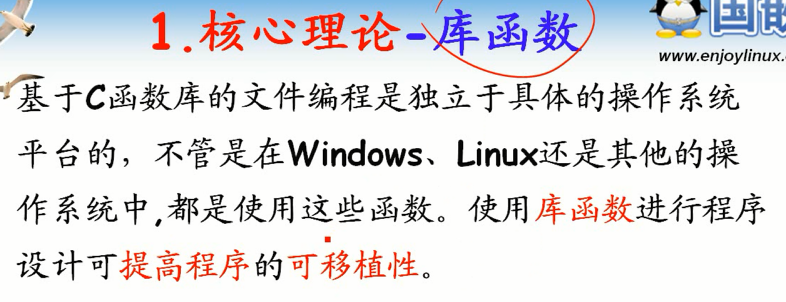 1.核心理论-库函数
国嵌
www.enjoylinux.
基于C函数库的文件编程是独立于具体的操作系统
平台的，不管是在Windows、Linux还是其他的操
作系统中,都是使用这些函数。使用库函数进行程序
设计可提高程序的可移植性。